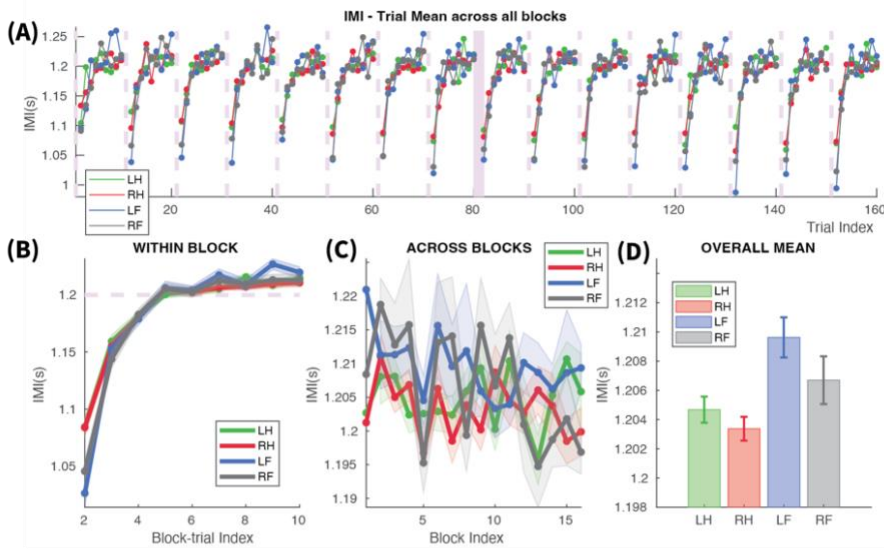 (A)
IMI - Trial Mean across all blocks
IMI(s)
1.25
1.2
1.15
1.1
1.05
1
LH
RH
LF
RF
20
40
60
80
100
120
140
160
Trial Index
(B)
WITHIN BLOCK
IMI(s)
1.2
1.15
1.1
1.05
LH
RH
LF
RF
2
4
6
8
10
Block-trial Index
(C)
ACROSS BLOCKS
IMI(s)
1.22
1.215
1.21
1.205
1.2
1.195
1.19
LH
RH
LF
RF
5
10
15
Block Index
(D)
OVERALL MEAN
IMI(s)
1.212
1.21
1.208
1.206
1.204
1.202
1.2
1.198
LH
RH
LF
RF
LH
RH
LF
RF